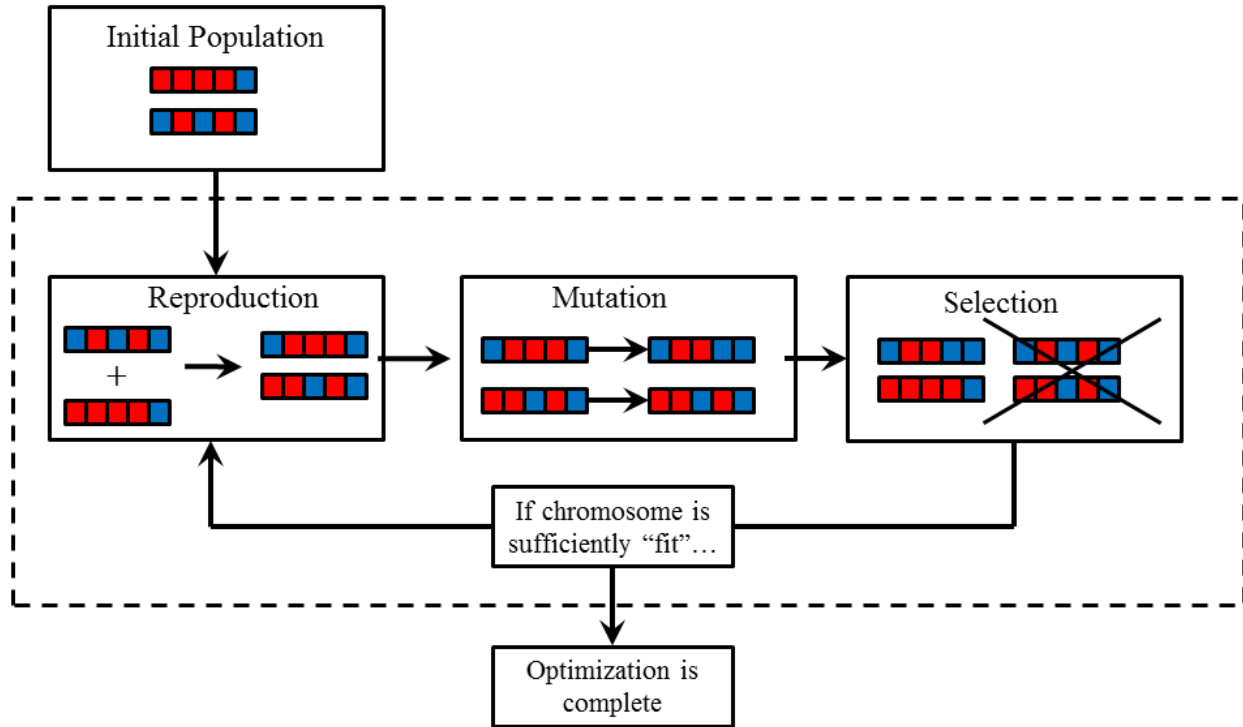 Initial Population
Reproduction
+
Mutation
Selection
If chromosome is
sufficiently “fit”…
Optimization is
complete